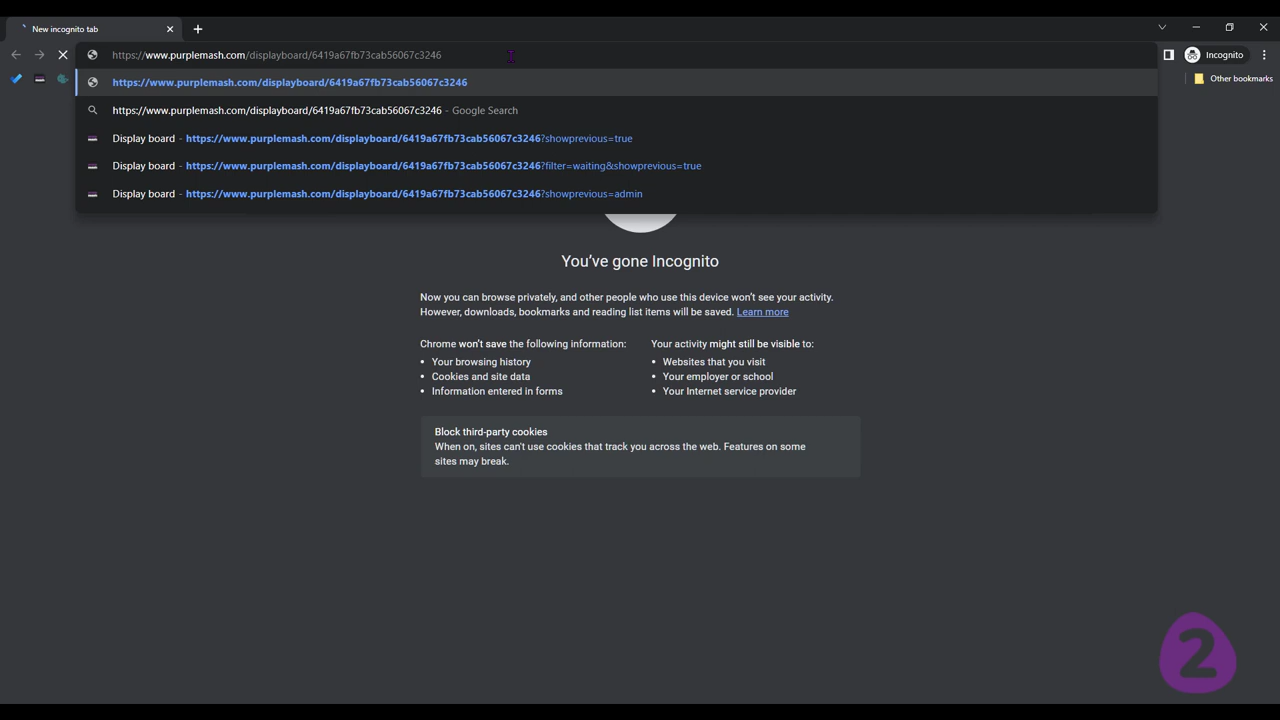 New incognito tab
https://www.purplemash.com/displayboard/6419a67fb73cab56067c3246
Incognito
https://www.purplemash.com/displayboard/6419a67fb73cab56067c3246
Other bookmarks
https://www.purplemash.com/displayboard/6419a67fb73cab56067c3246 - Google Search
Display board - https://www.purplemash.com/displayboard/6419a67fb73cab56067c3246?showprevious=true
Display board - https://www.purplemash.com/displayboard/6419a67fb73cab56067c3246?filter=waiting&showprevious=true
Display board - https://www.purplemash.com/displayboard/6419a67fb73cab56067c3246?showprevious=admin
You've gone Incognito
Now you can browse privately, and other people who use this device won't see your activity.
However, downloads, bookmarks and reading list items will be saved. Learn more
Chrome won't save the following information:
• Your browsing history
• Cookies and site data
• Information entered in forms
Your activity might still be visible to:
• Websites that you visit
• Your employer or school
• Your Internet service provider
Block third-party cookies
When on, sites can't use cookies that track you across the web. Features on some
sites may break.
2